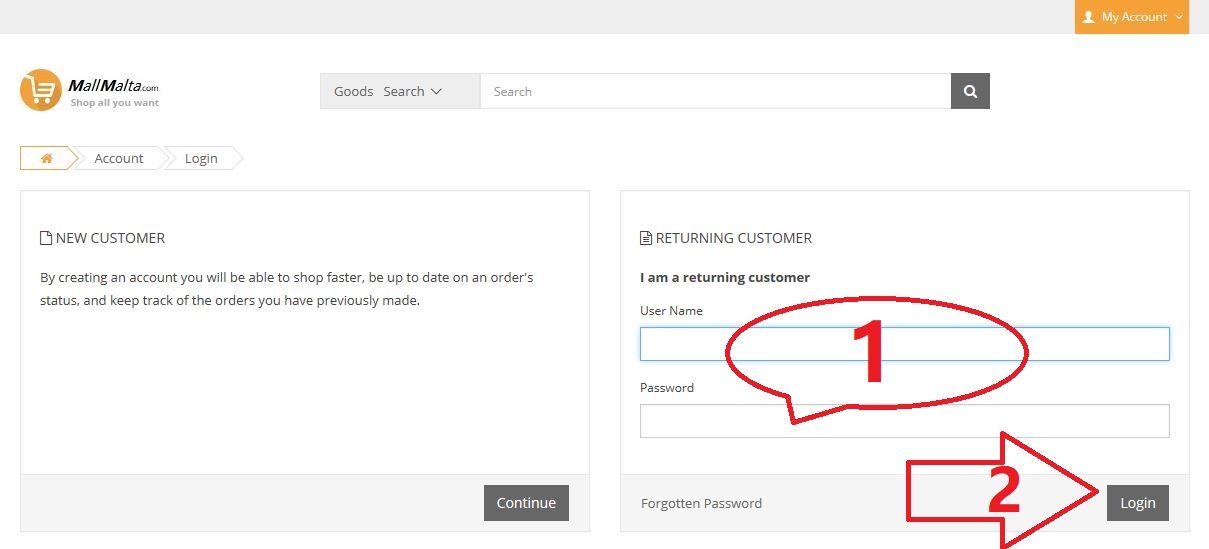 My Account
MallMalta.com
Shop all you want
Goods Search
Search
Account
Login
NEW CUSTOMER
By creating an account you will be able to shop faster, be up to date on an order's
status, and keep track of the orders you have previously made.
Continue
RETURNING CUSTOMER
I am a returning customer
User Name
1
Password
Forgotten Password
2
Login